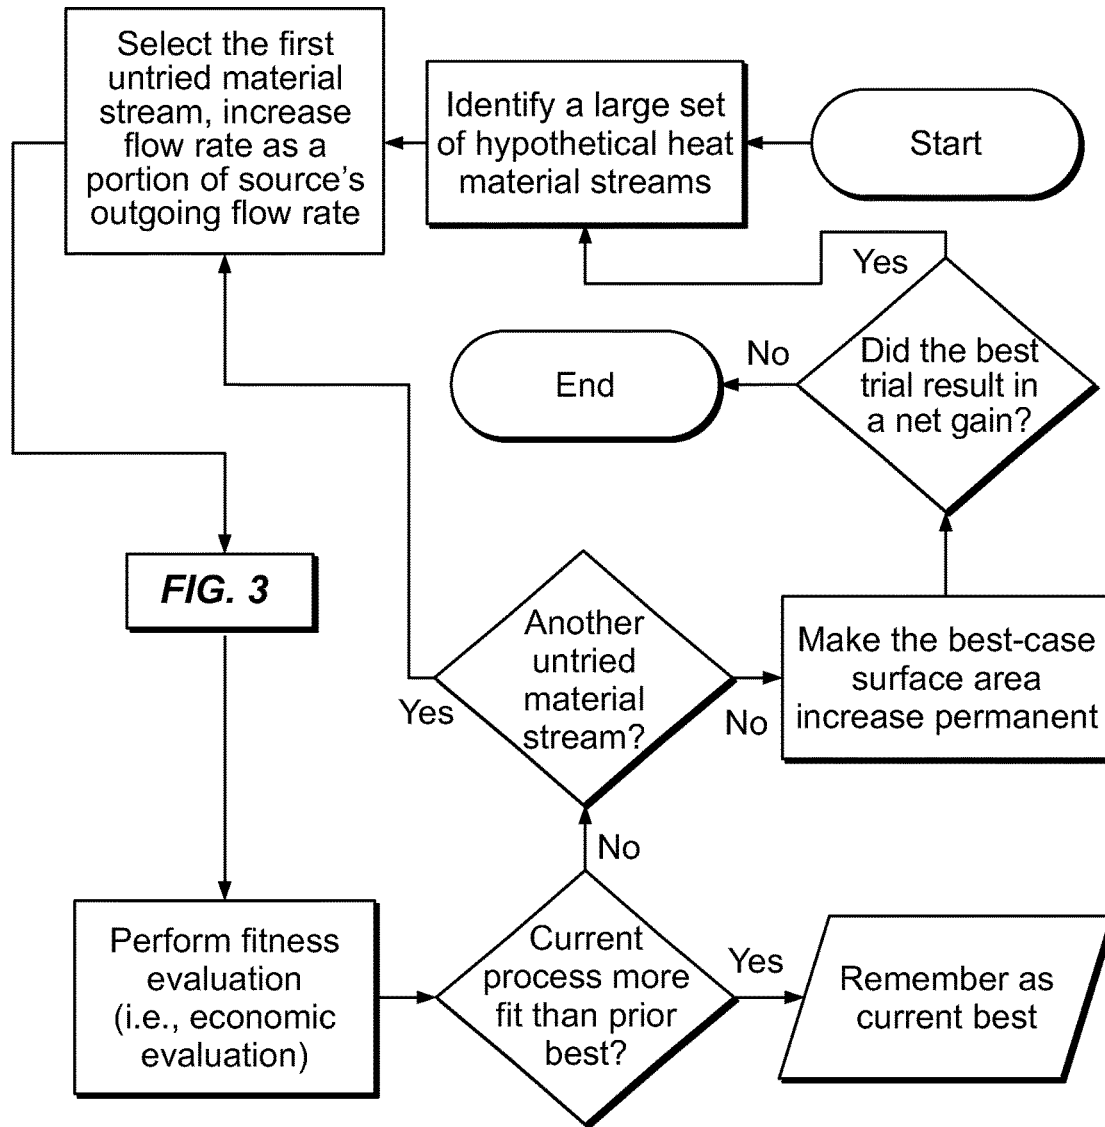 Select the first
untried material
stream, increase
flow rate as a
portion of source's
outgoing flow rate
Identify a large set
of hypothetical heat
material streams
Start
Yes
No
End
Did the best
trial result in
a net gain?
FIG. 3
Another
untried
material
stream?
Yes
No
Make the best-case
surface area
increase permanent
No
Perform fitness
evaluation
(i.e., economic
evaluation)
Current
process more
fit than prior
best?
Yes
Remember as
current best